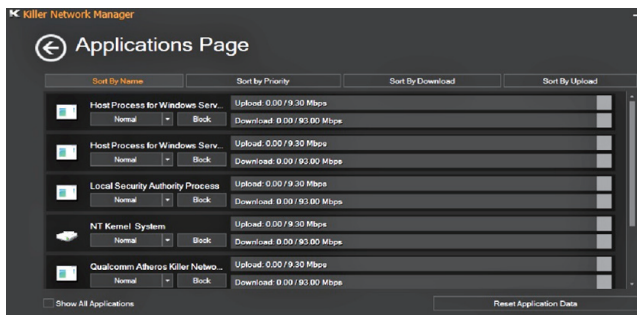 Killer Network Manager
Applications Page
Sort By Name Sort by Priority Sort By Download Sort By Upload
Host Process for Windows Serv...
Upload: 0.00 / 9.30 Mbps
Normal Block
Download: 0.00 / 93.00 Mbps
Host Process for Windows Serv...
Upload: 0.00 / 9.30 Mbps
Normal Block
Download: 0.00 / 93.00 Mbps
Local Security Authority Process
Upload: 0.00 / 9.30 Mbps
Normal Block
Download: 0.00 / 93.00 Mbps
NT Kernel System
Upload: 0.00 / 9.30 Mbps
Normal Block
Download: 0.00 / 93.00 Mbps
Qualcomm Atheros Killer Netwo...
Upload: 0.00 / 9.30 Mbps
Normal Block
Download: 0.00 / 93.00 Mbps
Show All Applications Reset Application Data